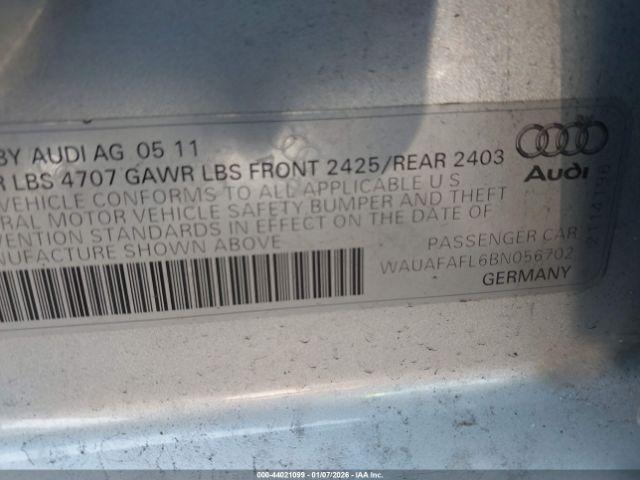 BY AUDI AG 05 11
R LBS 4707 GAWR LBS FRONT 2425/REAR 2403
VEHICLE CONFORMS TO ALL APPLICABLE U S
ERAL MOTOR VEHICLE SAFETY BUMPER AND THEFT
VENTION STANDARDS IN EFFECT ON THE DATE OF
NUFACTURE SHOWN ABOVE
Audi
21141198
PASSENGER CAR
WAUAFAFL6BN056702
GERMANY
000-44021099 | 01/07/2026 | © IAA, Inc.